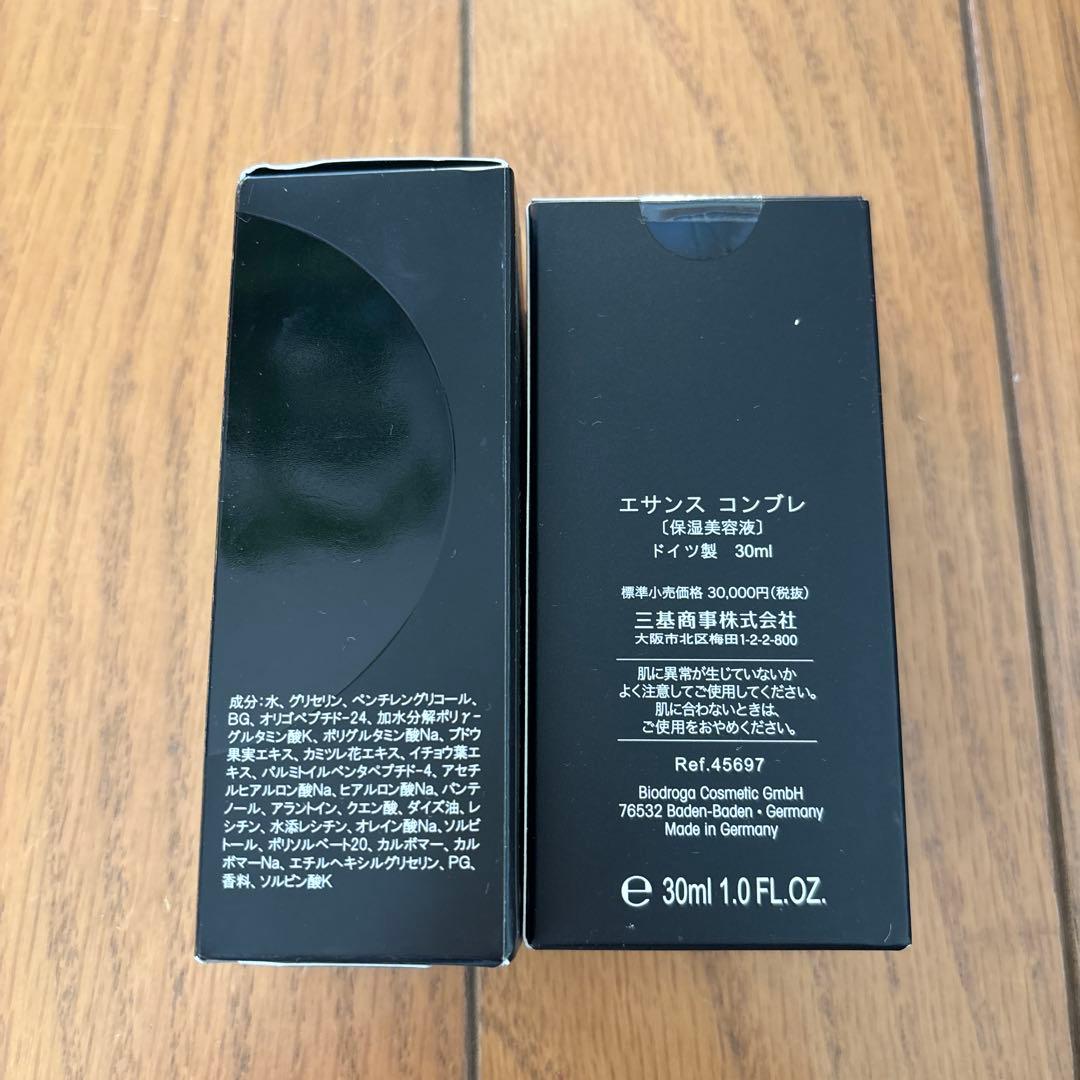 成分:水、グリセリン、ペンチレングリコール、
BG、オリゴペプチド-24、加水分解ポリγ-
グルタミン酸K、ポリグルタミン酸Na、ブドウ
果実エキス、カミツレ花エキス、イチョウ葉エ
キス、パルミトイルペンタペプチド-4、アセチ
ルヒアルロン酸Na、ヒアルロン酸Na、パンテ
ノール、アラントイン、クエン酸、ダイズ油、レ
シチン、水添レシチン、オレイン酸Na、ソルビ
トール、ポリソルベート20、カルボマー、カル
ボマーNa、エチルヘキシルグリセリン、PG、
香料、ソルビン酸K
エサンス コンプレ
〔保湿美容液〕
ドイツ製 30ml
標準小売価格 30,000円(税抜)
三基商事株式会社
大阪市北区梅田1-2-2-800
肌に異常が生じていないか
よく注意してご使用してください。
肌に合わないときは、
ご使用をおやめください。
Ref.45697
Biodroga Cosmetic GmbH
76532 Baden-Baden・Germany
Made in Germany
℮ 30ml 1.0 FL.OZ.